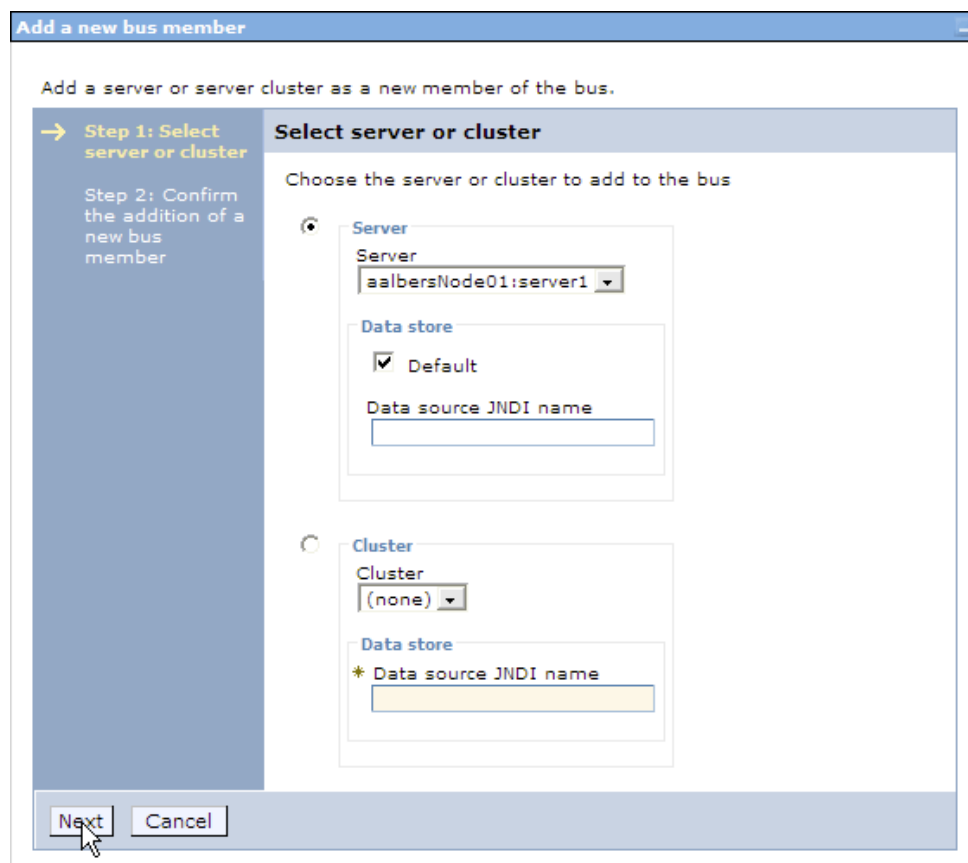 Add a new bus member
Add a server or server cluster as a new member of the bus.
Step 1: Select
server or cluster
Step 2: Confirm
the addition of a
new bus
member
Select server or cluster
Choose the server or cluster to add to the bus
Server
Server
aalbersNode01:server1
Data store
Default
Data source JNDI name
Cluster
Cluster
(none)
Data store
* Data source JNDI name
Next
Cancel